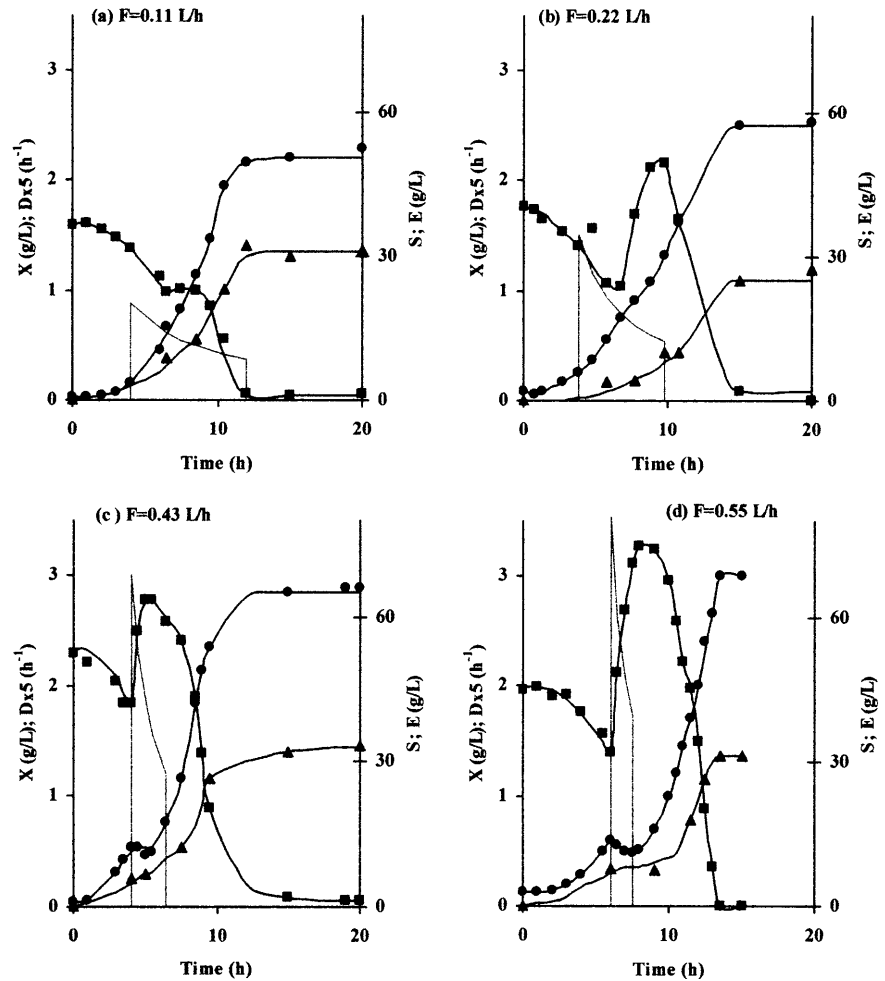 (a) F=0.11 L/h
X (g/L); Dx5 (h⁻¹)
3
2
1
0
60
30
0
S ; E (g/L)
0
10
20
Time (h)
(b) F=0.22 L/h
X (g/L); Dx5 (h⁻¹)
3
2
1
0
60
30
0
S ; E (g/L)
0
10
20
Time (h)
(c ) F=0.43 L/h
X (g/L); Dx5 (h⁻¹)
3
2
1
0
60
30
0
S ; E (g/L)
0
10
20
Time (h)
(d) F=0.55 L/h
X (g/L); Dx5 (h⁻¹)
3
2
1
0
60
30
0
S ; E (g/L)
0
10
20
Time (h)